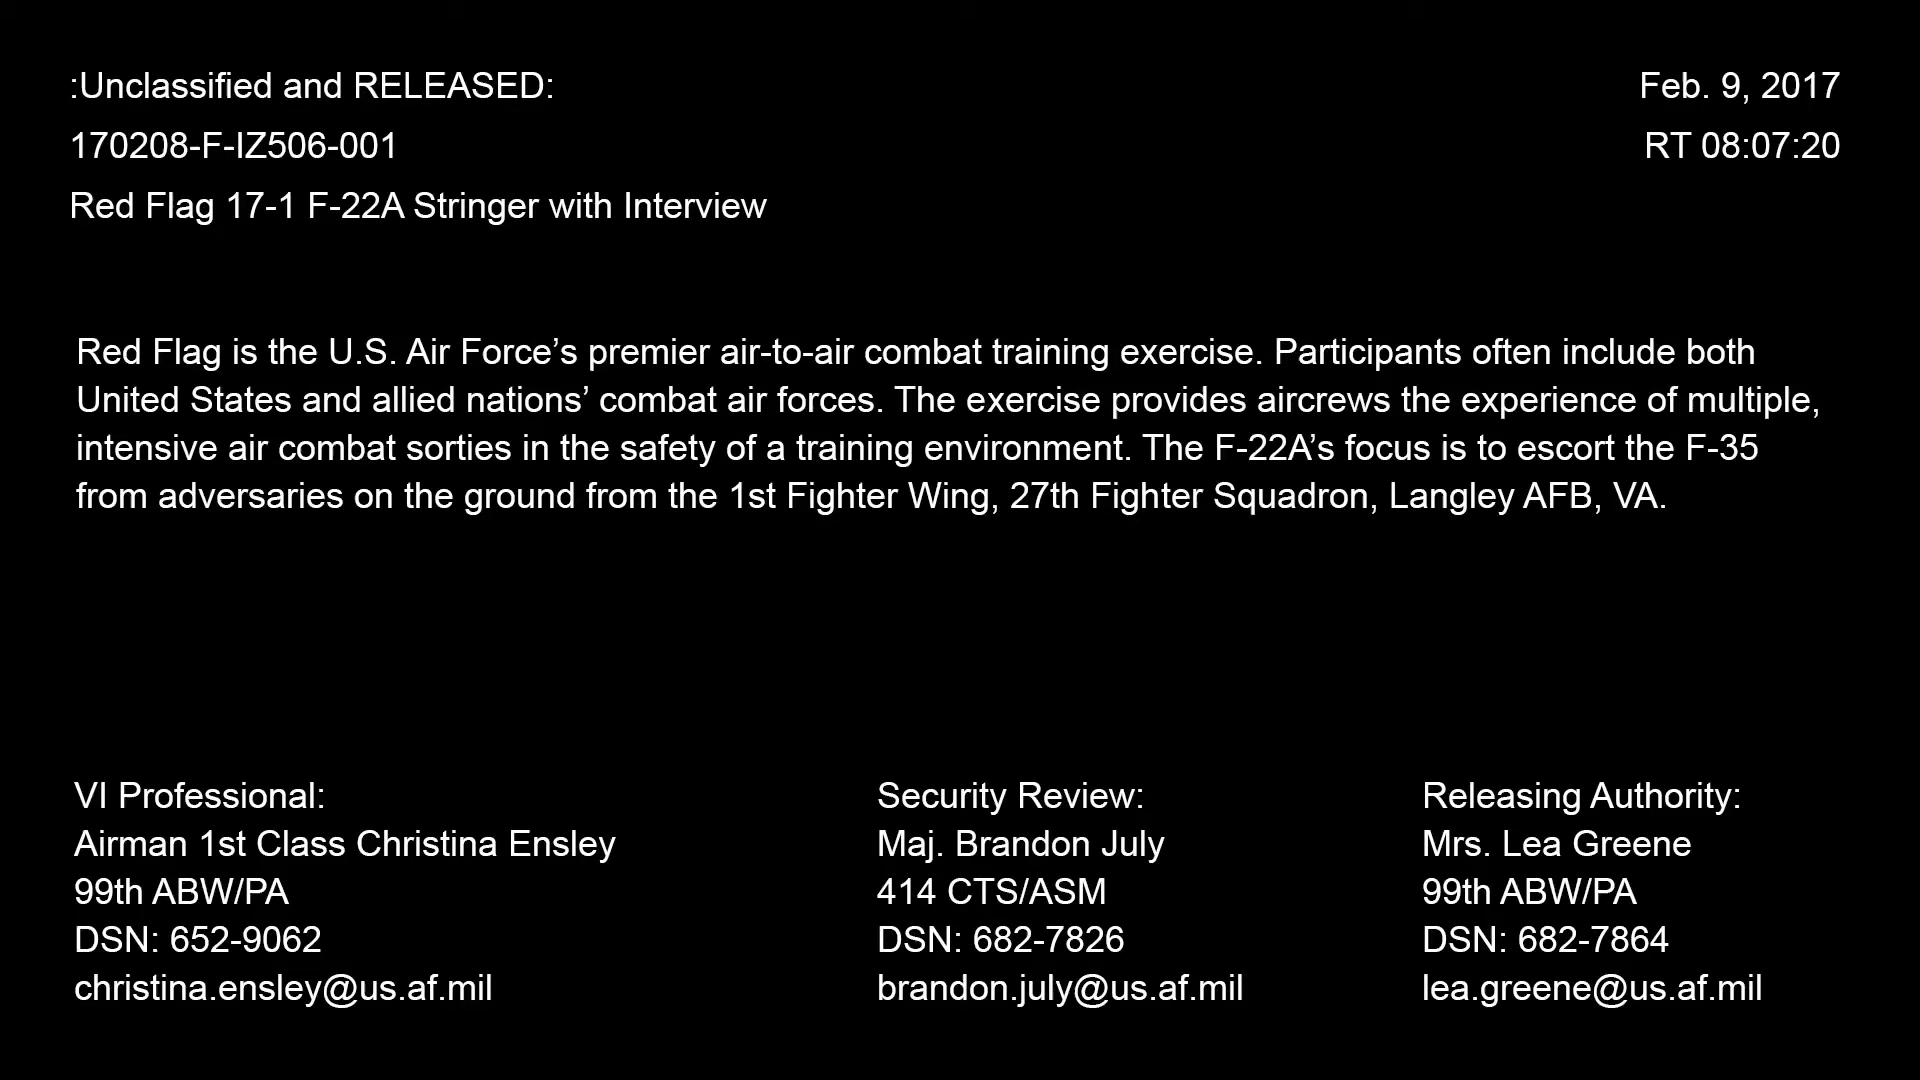 :Unclassified and RELEASED:
Feb. 9, 2017
170208-F-IZ506-001
RT 08:07:20
Red Flag 17-1 F-22A Stringer with Interview
Red Flag is the U.S. Air Force’s premier air-to-air combat training exercise. Participants often include both
United States and allied nations’ combat air forces. The exercise provides aircrews the experience of multiple,
intensive air combat sorties in the safety of a training environment. The F-22A’s focus is to escort the F-35
from adversaries on the ground from the 1st Fighter Wing, 27th Fighter Squadron, Langley AFB, VA.
VI Professional:
Airman 1st Class Christina Ensley
99th ABW/PA
DSN: 652-9062
christina.ensley@us.af.mil
Security Review:
Maj. Brandon July
414 CTS/ASM
DSN: 682-7826
brandon.july@us.af.mil
Releasing Authority:
Mrs. Lea Greene
99th ABW/PA
DSN: 682-7864
lea.greene@us.af.mil